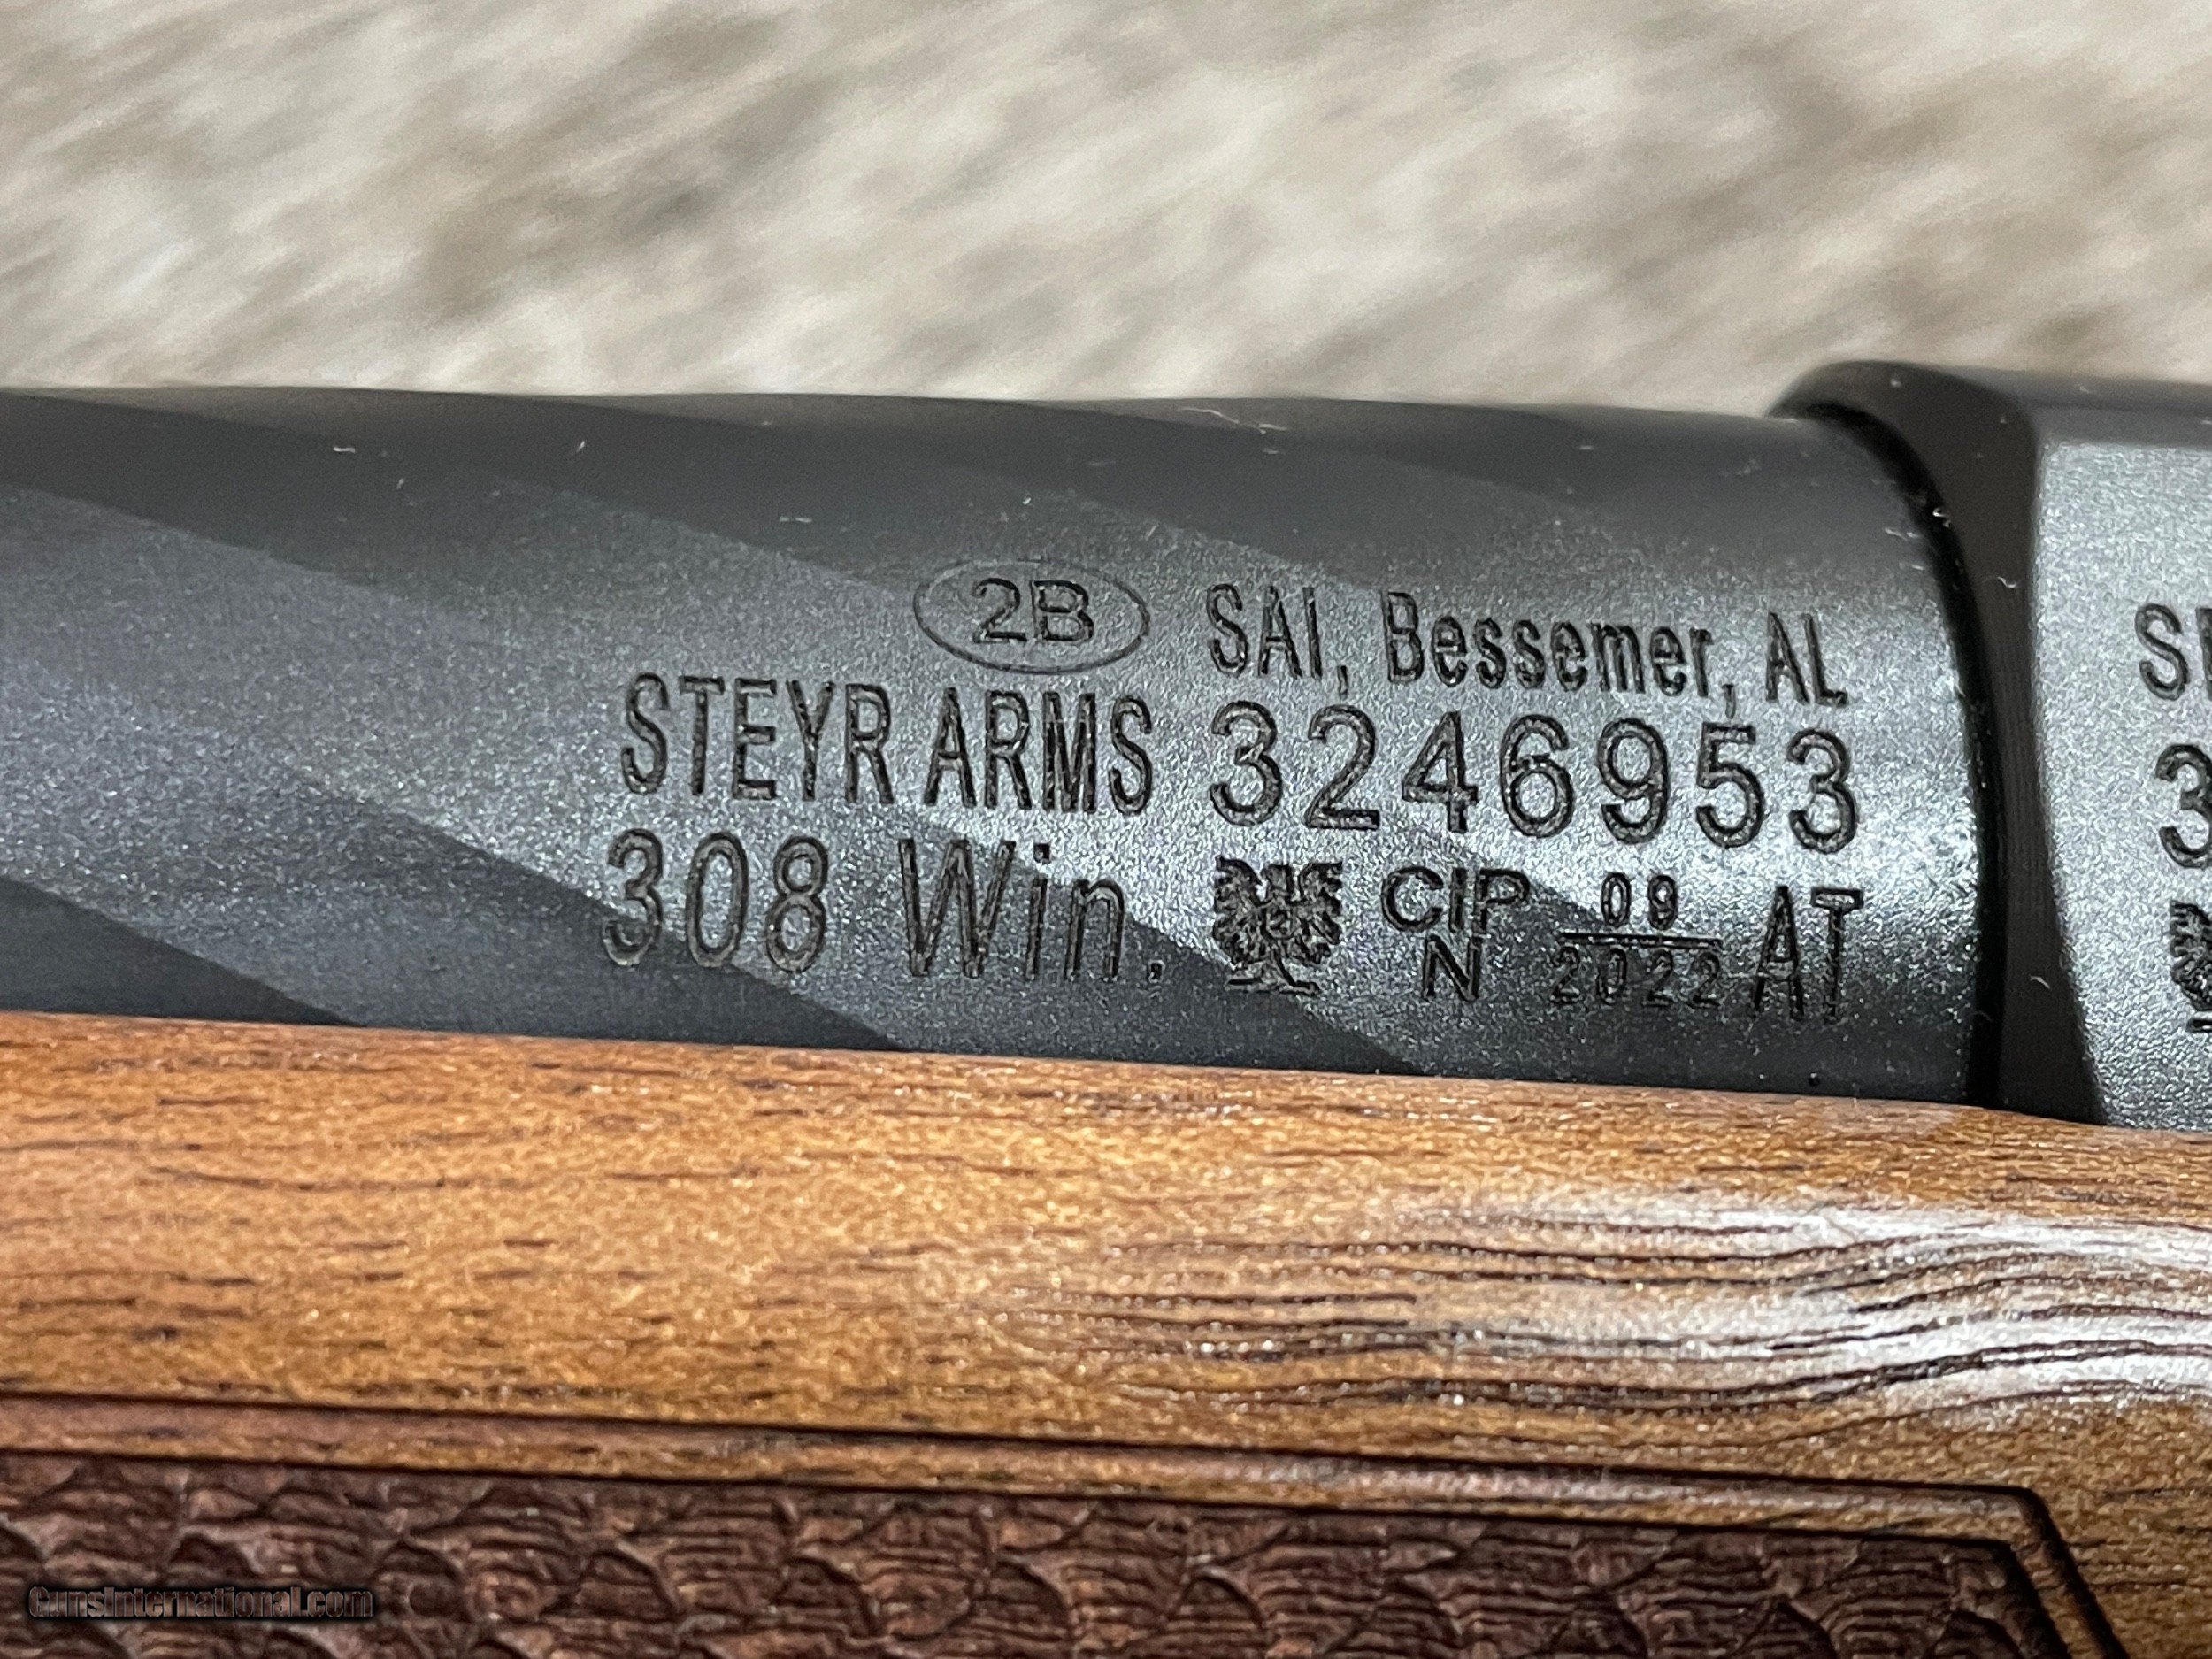 2B SAI, Bessemer, AL
STEYR ARMS 3246953
308 Win. CIP 09 AT
N 2022
GunsInternational.com